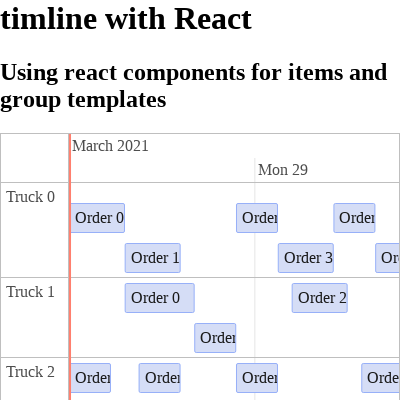 timline with React
Using react components for items and
group templates
March 2021
Mon 29
Truck 0
Order 0
Order
Order
Order 1
Order 3
Or
Truck 1
Order 0
Order 2
Order
Truck 2
Order
Order
Order
Orde